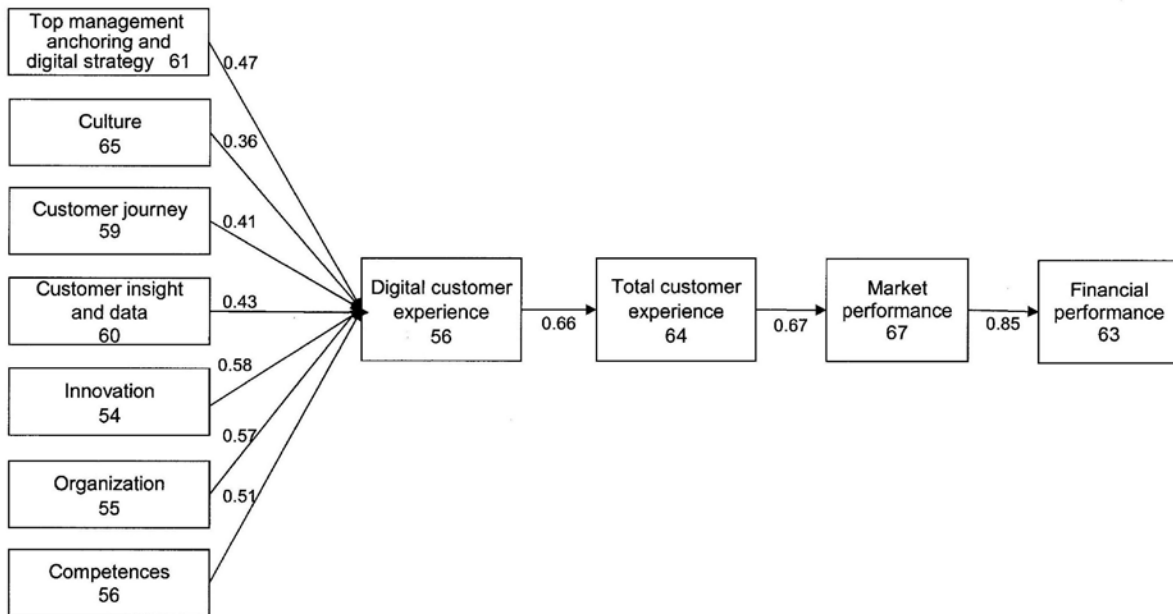 Top management
anchoring and
digital strategy 61
0.47
Culture
65
0.36
Customer journey
59
0.41
Customer insight
and data
60
0.43
Innovation
54
0.58
Organization
55
0.57
Competences
56
0.51
Digital customer
experience
56
0.66
Total customer
experience
64
0.67
Market
performance
67
0.85
Financial
performance
63